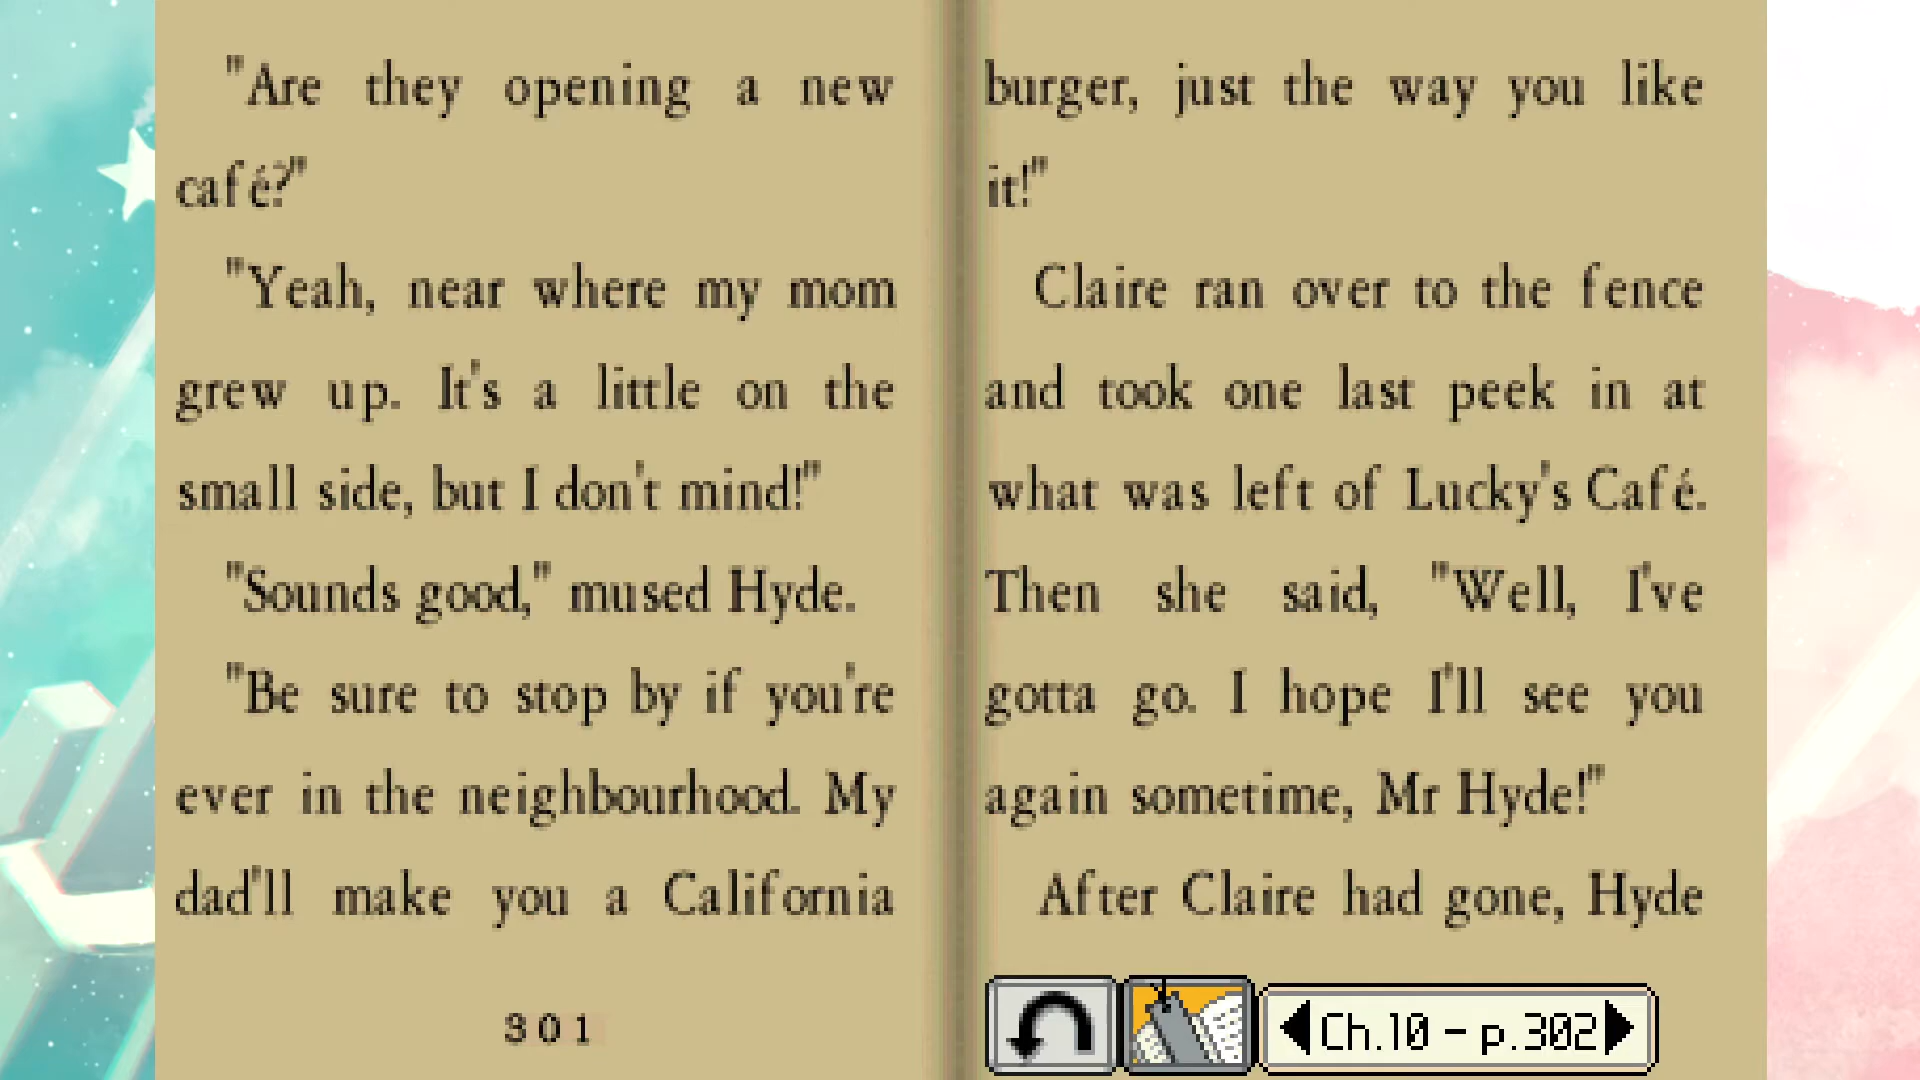 "Are they opening a new
café?"
"Yeah, near where my mom
grew up. It's a little on the
small side, but I don't mind!"
"Sounds good," mused Hyde.
"Be sure to stop by if you're
ever in the neighbourhood. My
dad'll make you a California
301
burger, just the way you like
it!"
Claire ran over to the fence
and took one last peek in at
what was left of Lucky's Café.
Then she said, "Well, I've
gotta go. I hope I'll see you
again sometime, Mr Hyde!"
After Claire had gone, Hyde
Ch.10 - p.302